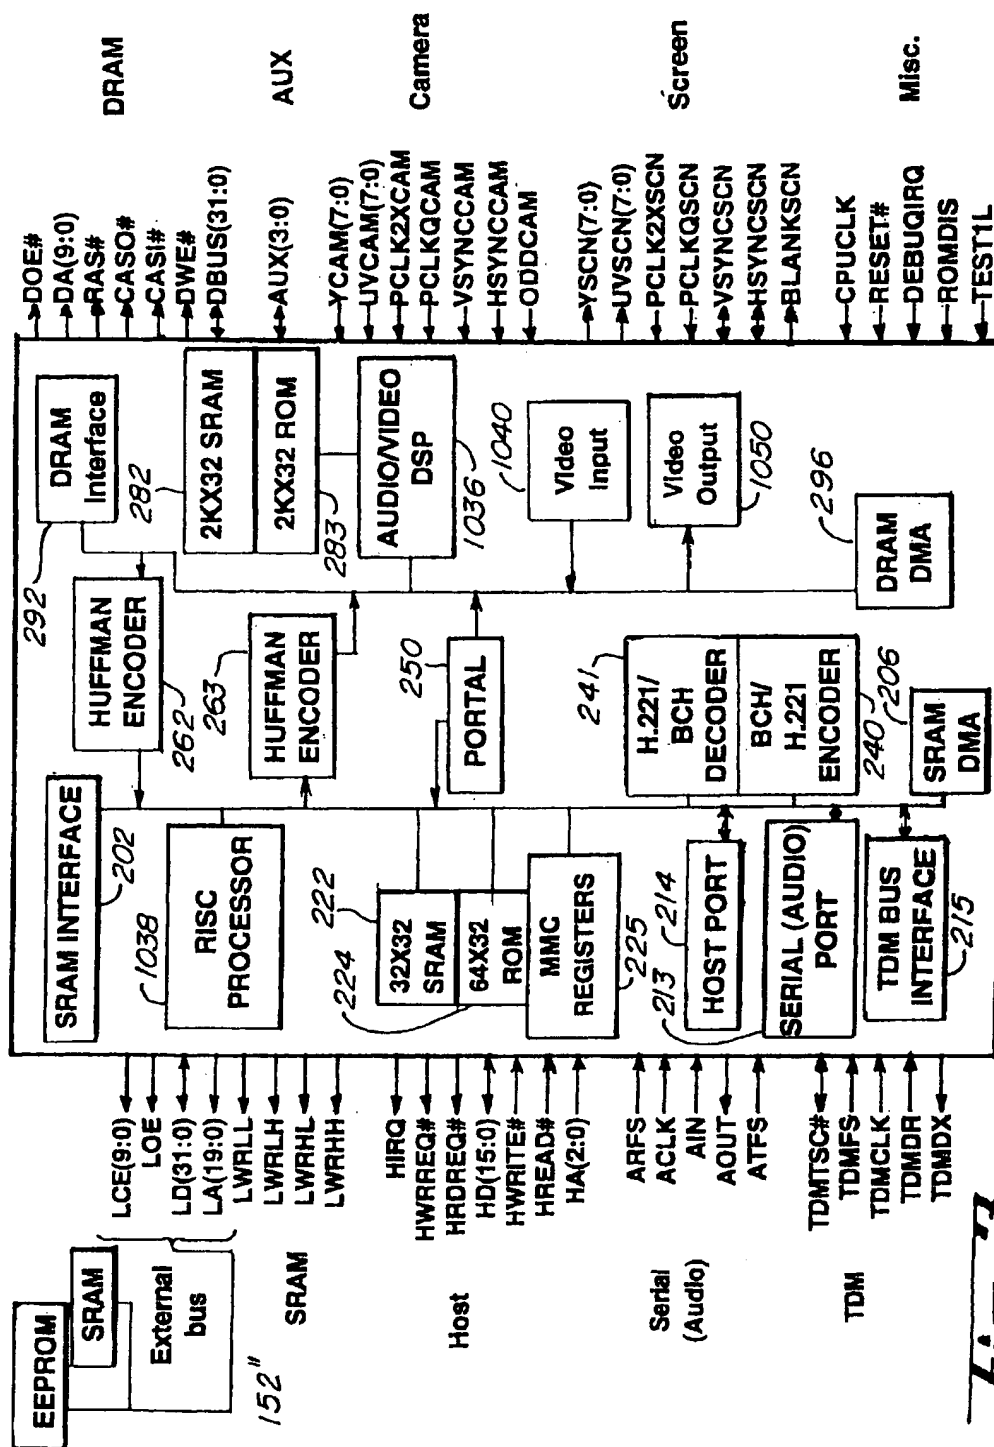 EEPROM
SRAM
External
bus
152"
SRAM
Host
Serial
(Audio)
TDM
LCE(9:0)
LOE
LD(31:0)
LA(19:0)
LWRLL
LWRLH
LWRHL
LWRHH
HIRQ
HWRREQ#
HRDREQ#
HD(15:0)
HWRITE#
HREAD#
HA(2:0)
ARFS
ACLK
AIN
AOUT
ATFS
TDMTSC#
TDMFS
TDMCLK
TDMDR
TDMDX
SRAM INTERFACE
202
RISC
PROCESSOR
1038
32X32
SRAM
222
64X32
ROM
224
MMC
REGISTERS
225
HOST PORT
214
SERIAL (AUDIO)
PORT
213
TDM BUS
INTERFACE
215
HUFFMAN
ENCODER
262
HUFFMAN
ENCODER
263
PORTAL
250
H.221/
BCH
DECODER
241
BCH/
H.221
ENCODER
240
SRAM
DMA
206
DRAM
Interface
292
2KX32 SRAM
282
2KX32 ROM
283
AUDIO/VIDEO
DSP
1036
Video
Input
1040
Video
Output
1050
DRAM
DMA
296
DOE#
DA(9:0)
RAS#
CASO#
CASI#
DWE#
DBUS(31:0)
AUX(3:0)
YCAM(7:0)
UVCAM(7:0)
PCLK2XCAM
PCLKQCAM
VSYNCCAM
HSYNCCAM
ODDCAM
YSCN(7:0)
UVSCN(7:0)
PCLK2XSCN
PCLKQSCN
VSYNCSCN
HSYNCSCN
BLANKSCN
CPUCLK
RESET#
DEBUQIRQ
ROMDIS
TEST1L
DRAM
AUX
Camera
Screen
Misc.